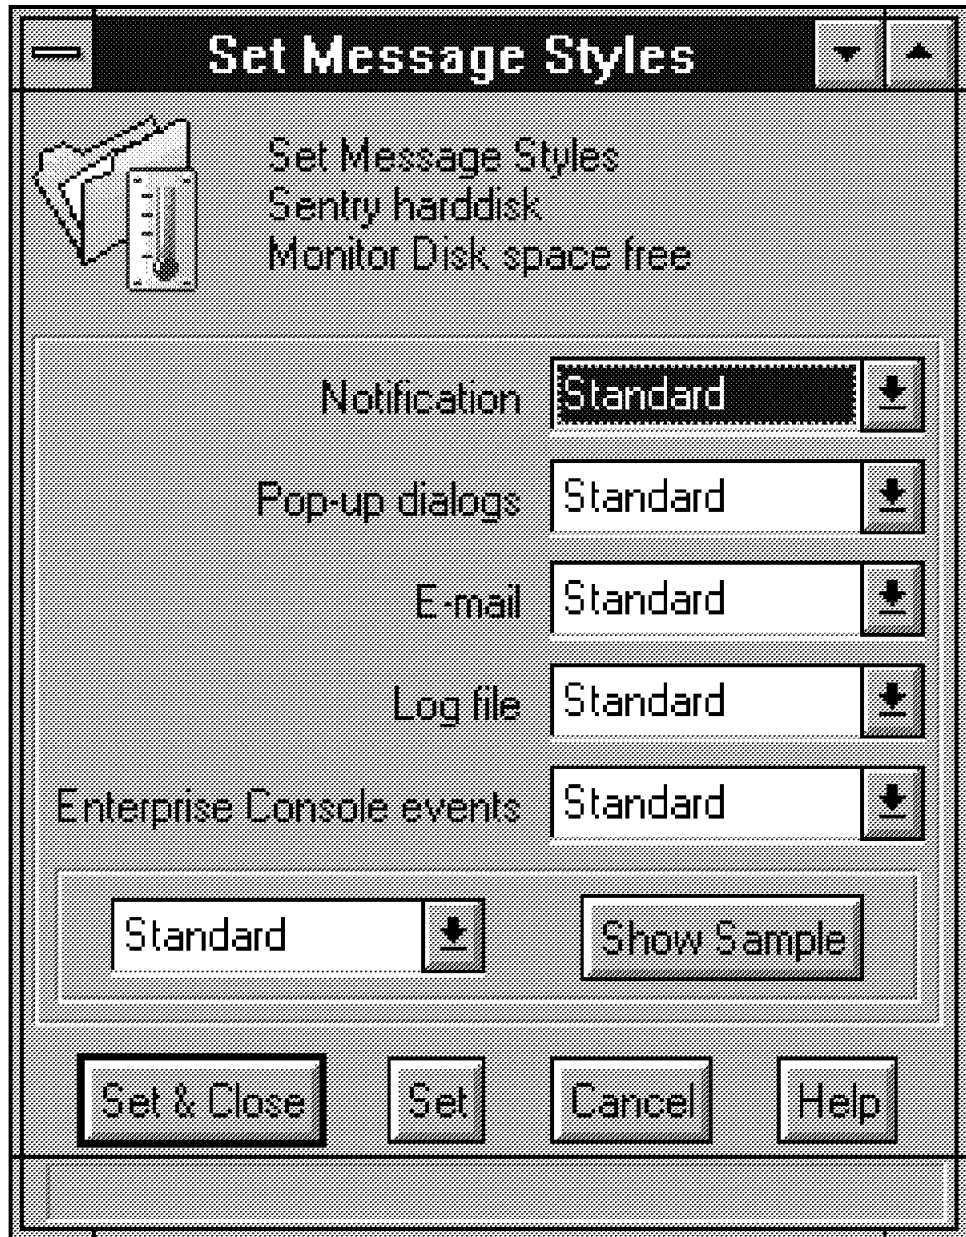 Set Message Styles
Set Message Styles
Sentry harddisk
Monitor Disk space free
Notification Standard
Pop-up dialogs Standard
E-mail Standard
Log file Standard
Enterprise Console events Standard
Standard Show Sample
Set & Close Set Cancel Help